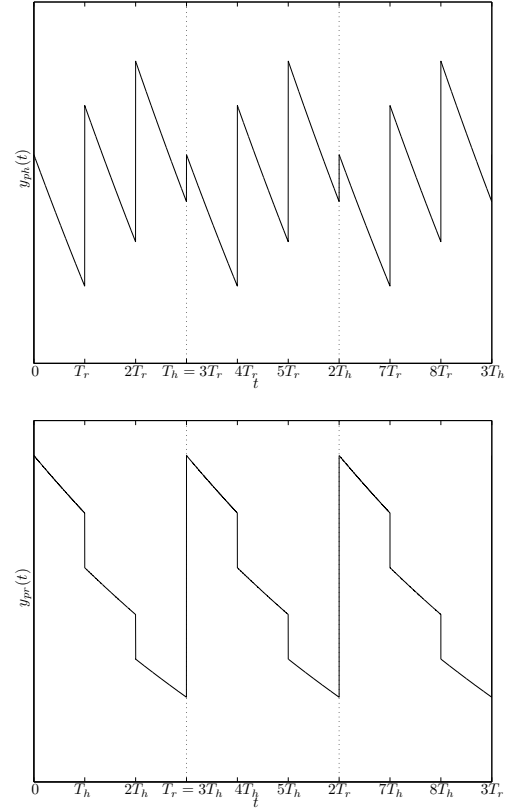 y_{ph}(t)
0 T_r 2T_r T_h = 3T_r 4T_r 5T_r 2T_h 7T_r 8T_r 3T_h
t
y_{pr}(t)
0 T_h 2T_h T_r = 3T_h 4T_h 5T_h 2T_r 7T_h 8T_h 3T_r
t